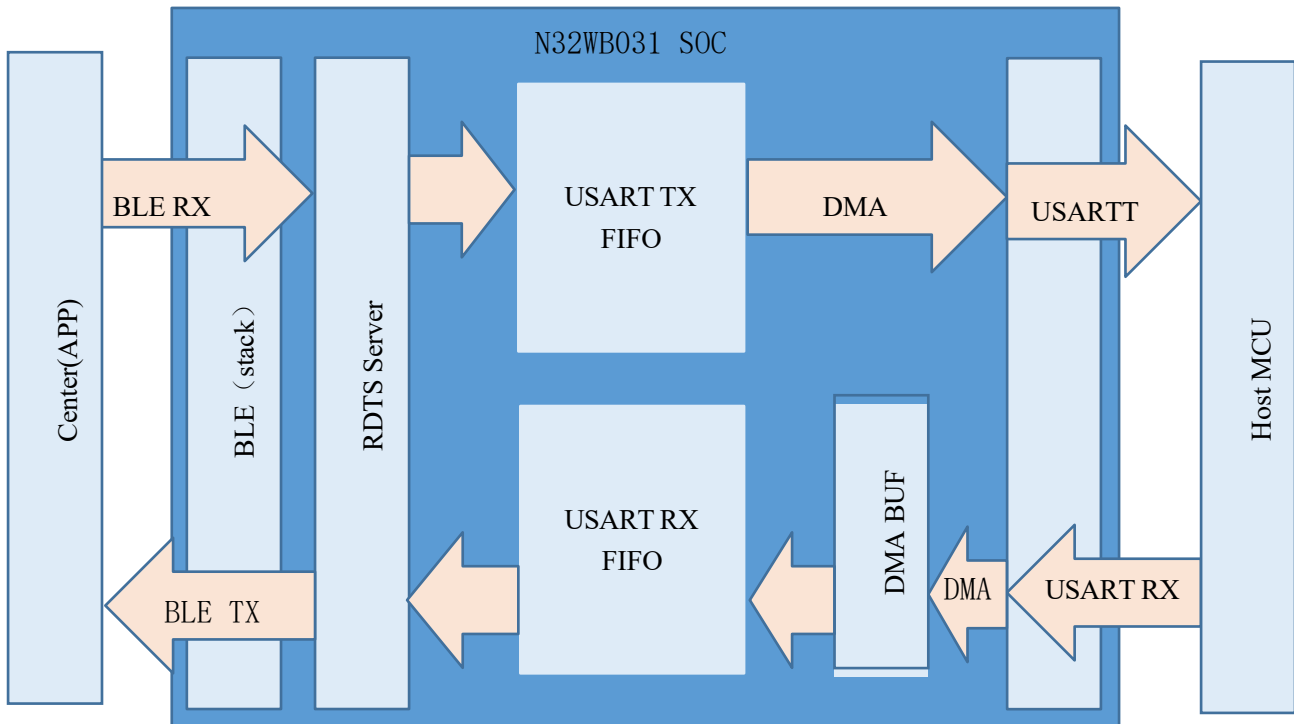 N32WB031 SOC
Center(APP)
BLE RX
BLE（stack）
RDTS Server
USART TX
FIFO
DMA
USARTT
Host MCU
BLE TX
USART RX
FIFO
DMA BUF
DMA
USART RX